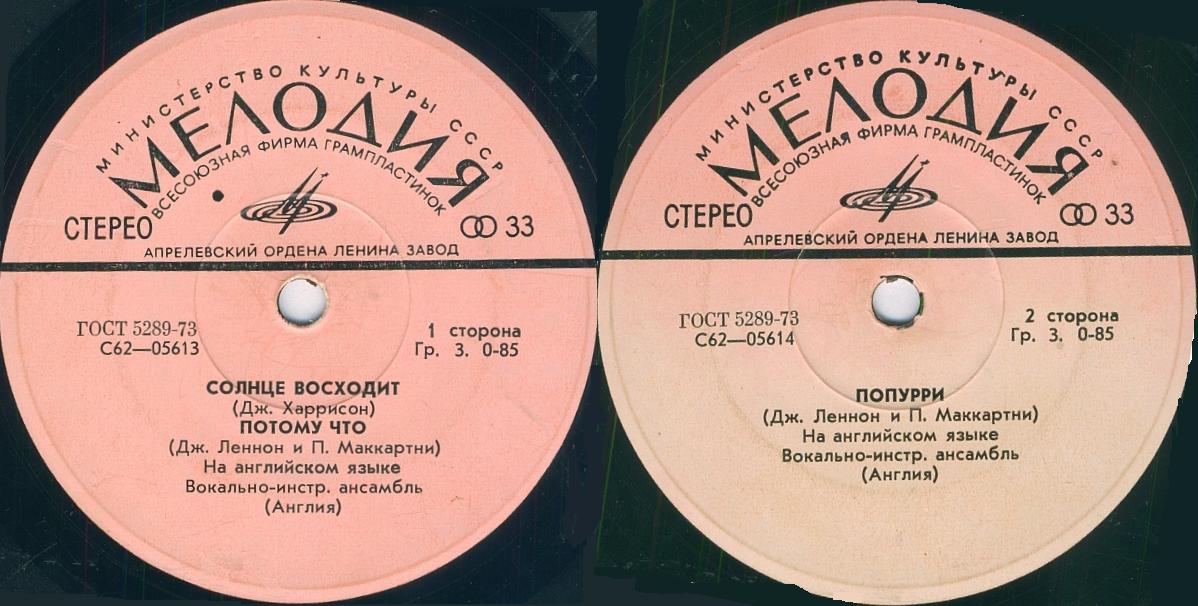 МИНИСТЕРСТВО КУЛЬТУРЫ СССР
МЕЛОДИЯ
ВСЕСОЮЗНАЯ ФИРМА ГРАМПЛАСТИНОК
СТЕРЕО
33
АПРЕЛЕВСКИЙ ОРДЕНА ЛЕНИНА ЗАВОД
ГОСТ 5289-73
С62—05613
1 сторона
Гр. 3. 0-85
СОЛНЦЕ ВОСХОДИТ
(Дж. Харрисон)
ПОТОМУ ЧТО
(Дж. Леннон и П. Маккартни)
На английском языке
Вокально-инстр. ансамбль
(Англия)
МИНИСТЕРСТВО КУЛЬТУРЫ СССР
МЕЛОДИЯ
ВСЕСОЮЗНАЯ ФИРМА ГРАМПЛАСТИНОК
СТЕРЕО
33
АПРЕЛЕВСКИЙ ОРДЕНА ЛЕНИНА ЗАВОД
ГОСТ 5289-73
С62—05614
2 сторона
Гр. 3. 0-85
ПОПУРРИ
(Дж. Леннон и П. Маккартни)
На английском языке
Вокально-инстр. ансамбль
(Англия)